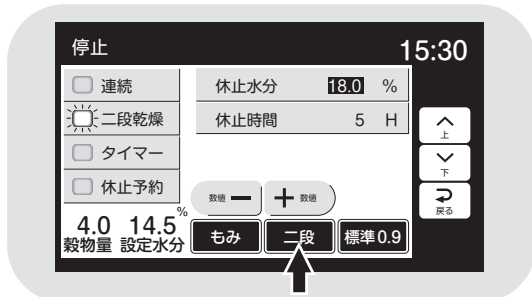 停止 15:30
連続
二段乾燥
タイマー
休止予約
休止水分 18.0 %
休止時間 5 H
上
下
戻る
数値 − + 数値
4.0 14.5%
穀物量 設定水分
もみ 二段 標準0.9